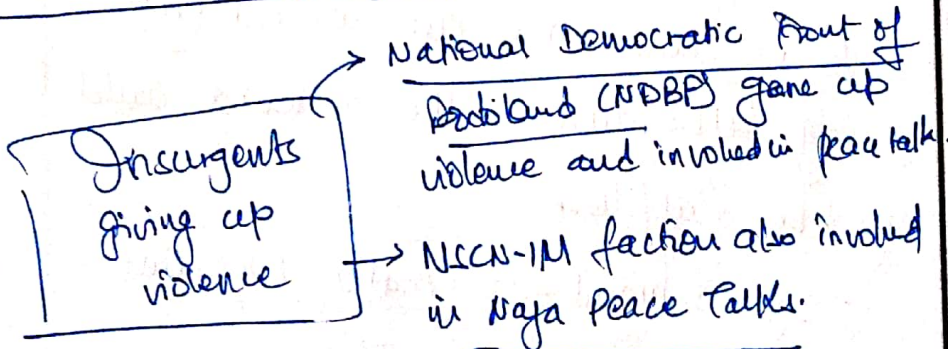 Insurgents
giving up
violence
National Democratic Front of
Bodoland (NDBP) gave up
violence and involved in peace talk
NSCN-IM faction also involved
in Naga Peace Talks.